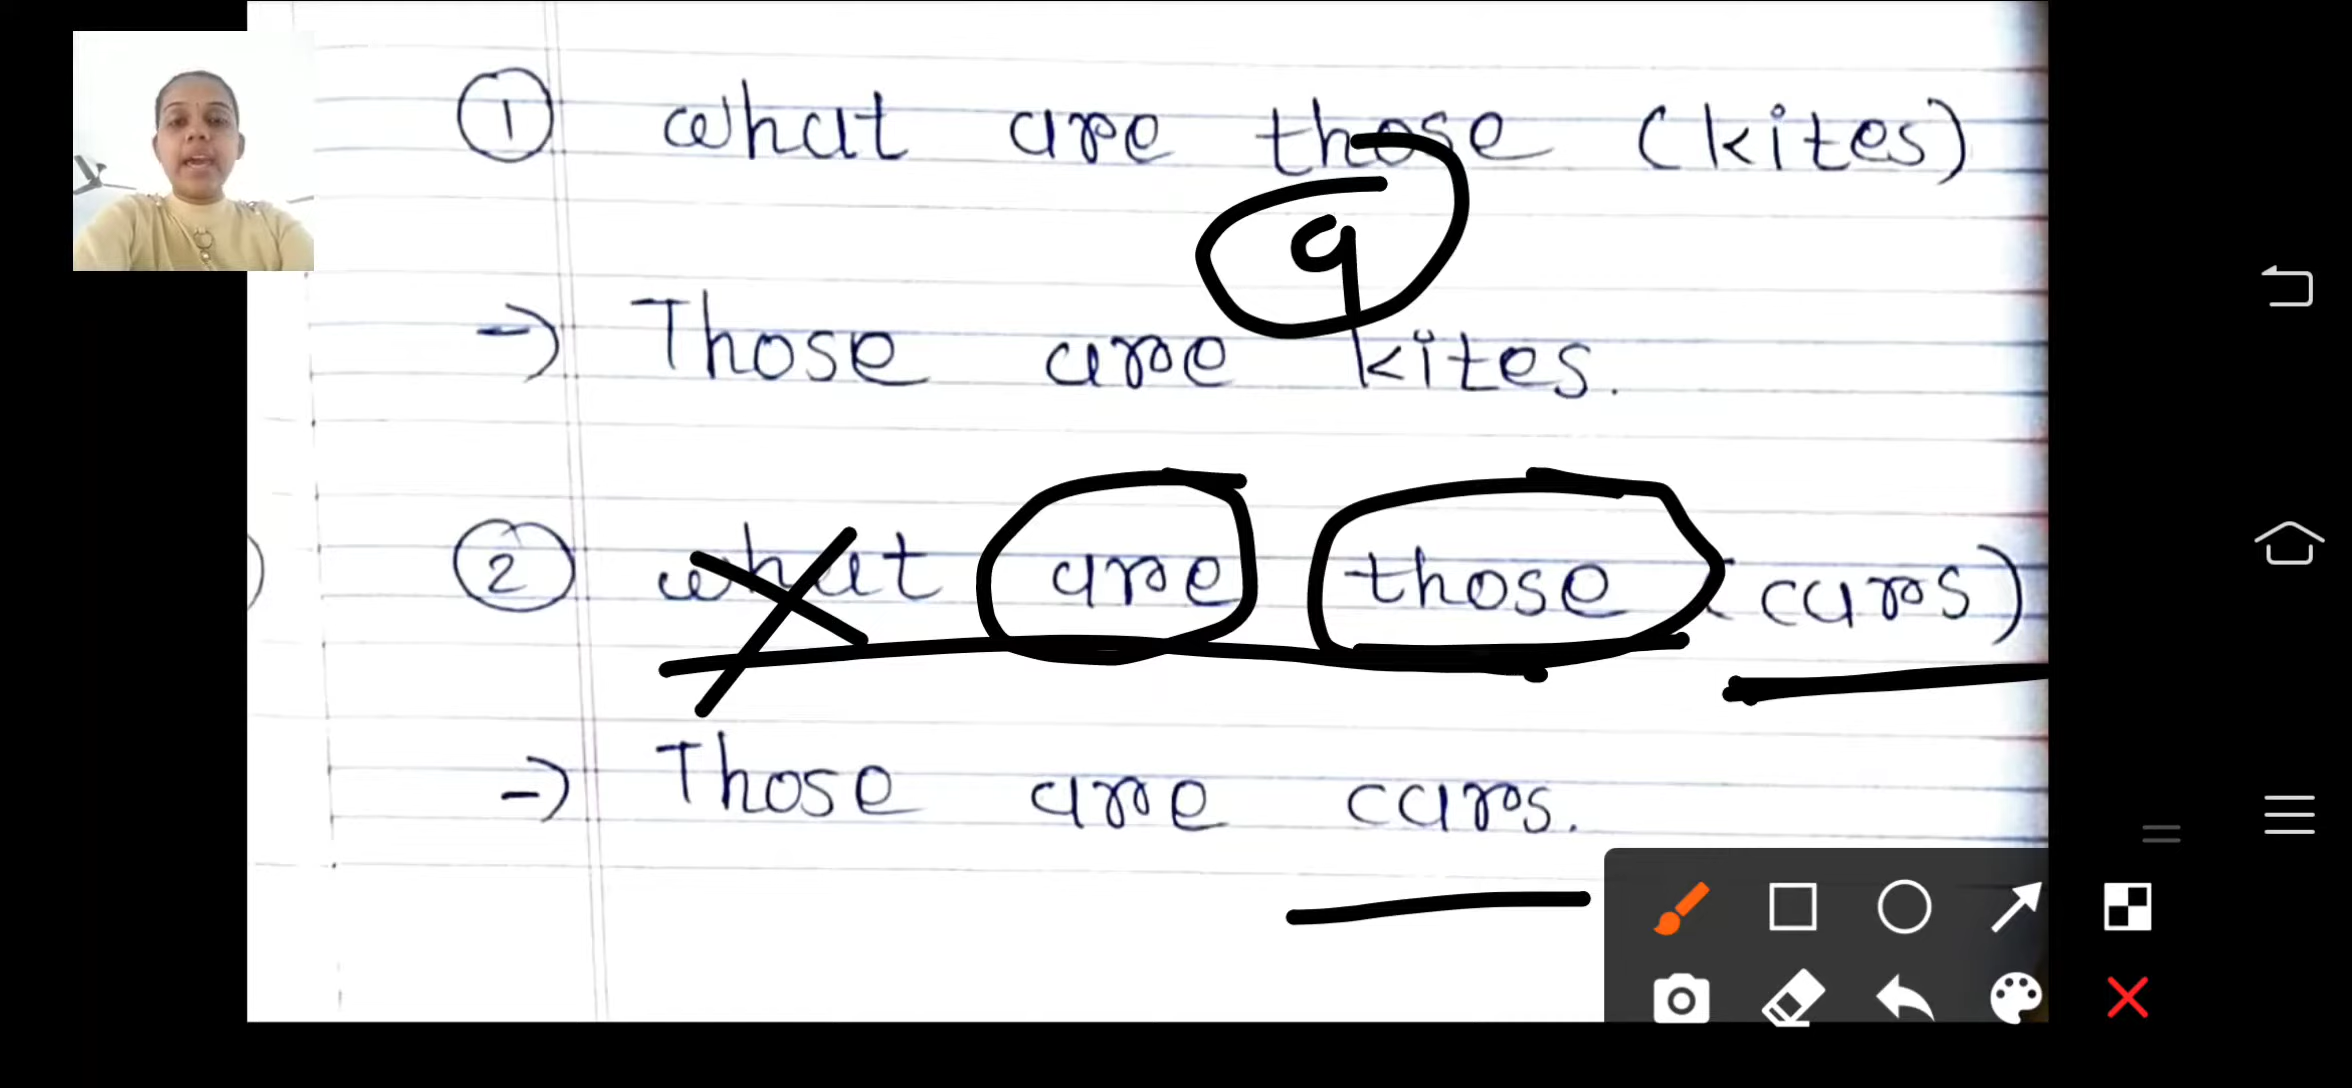 1 what are those (kites)
q
→ Those are kites.
2 what are those (cars)
→ Those are cars.